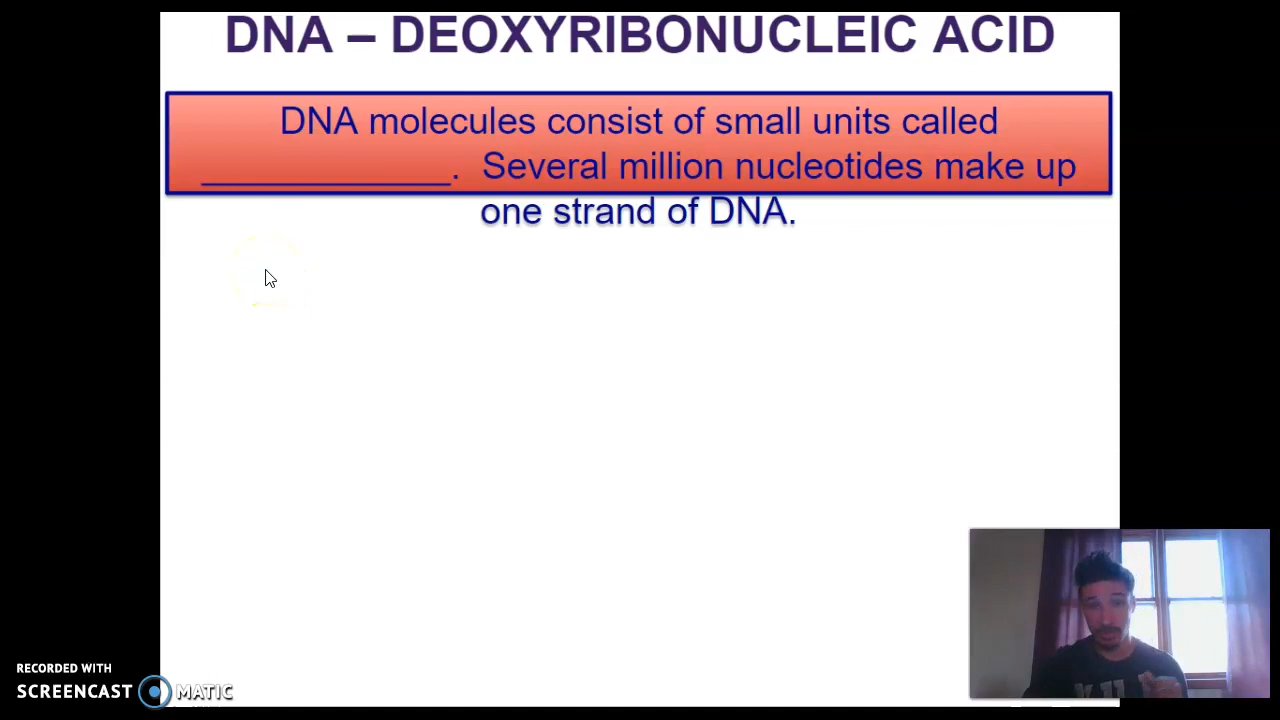 DNA – DEOXYRIBONUCLEIC ACID
DNA molecules consist of small units called
____________. Several million nucleotides make up
one strand of DNA.
RECORDED WITH
SCREENCAST MATIC